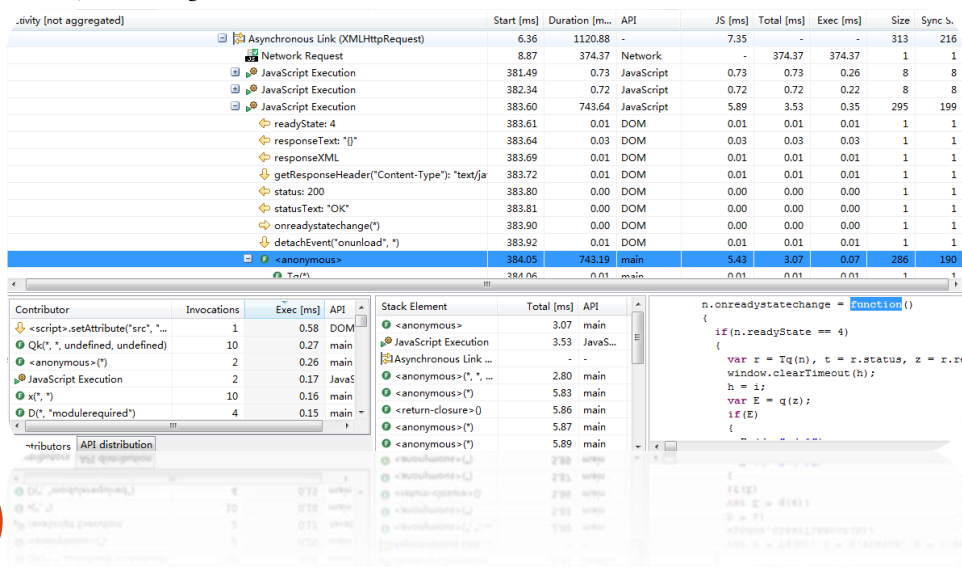 ctivity [not aggregated] Start [ms] Duration [m... API JS [ms] Total [ms] Exec [ms] Size Sync S.
Asynchronous Link (XMLHttpRequest) 6.36 1120.88 - 7.35 - - 313 216
Network Request 8.87 374.37 Network - 374.37 374.37 1 1
JavaScript Execution 381.49 0.73 JavaScript 0.73 0.73 0.26 8 8
JavaScript Execution 382.34 0.72 JavaScript 0.72 0.72 0.22 8 8
JavaScript Execution 383.60 743.64 JavaScript 5.89 3.53 0.35 295 199
readyState: 4 383.61 0.01 DOM 0.01 0.01 0.01 1 1
responseText: "{}" 383.64 0.03 DOM 0.03 0.03 0.03 1 1
responseXML 383.69 0.01 DOM 0.01 0.01 0.01 1 1
getResponseHeader("Content-Type"): "text/ja 383.72 0.01 DOM 0.01 0.01 0.01 1 1
status: 200 383.80 0.00 DOM 0.00 0.00 0.00 1 1
statusText: "OK" 383.81 0.00 DOM 0.00 0.00 0.00 1 1
onreadystatechange(*) 383.90 0.00 DOM 0.00 0.00 0.00 1 1
detachEvent("onunload", *) 383.92 0.01 DOM 0.01 0.01 0.01 1 1
<anonymous> 384.05 743.19 main 5.43 3.07 0.07 286 190
Tq(*) 384.06 0.01 main 0.01 0.01 0.01 1 1
Contributor Invocations Exec [ms] API
<script>.setAttribute("src", "... 1 0.58 DOM
Qk(*, *, undefined, undefined) 10 0.27 main
<anonymous>(*) 2 0.26 main
JavaScript Execution 2 0.17 JavaS
x(*, *) 10 0.16 main
D(*, "modulerequired") 4 0.15 main
API distribution
Stack Element Total [ms] API
<anonymous> 3.07 main
JavaScript Execution 3.53 JavaS...
Asynchronous Link ... - -
<anonymous>(*, *, ... 2.80 main
<anonymous>(*) 5.83 main
<return-closure>() 5.86 main
<anonymous>(*) 5.87 main
<anonymous>(*) 5.89 main
n.onreadystatechange = function()
{
if(n.readyState == 4)
{
var r = Tq(n), t = r.status, z = r.re
window.clearTimeout(h);
h = i;
var E = q(z);
if(E)
{